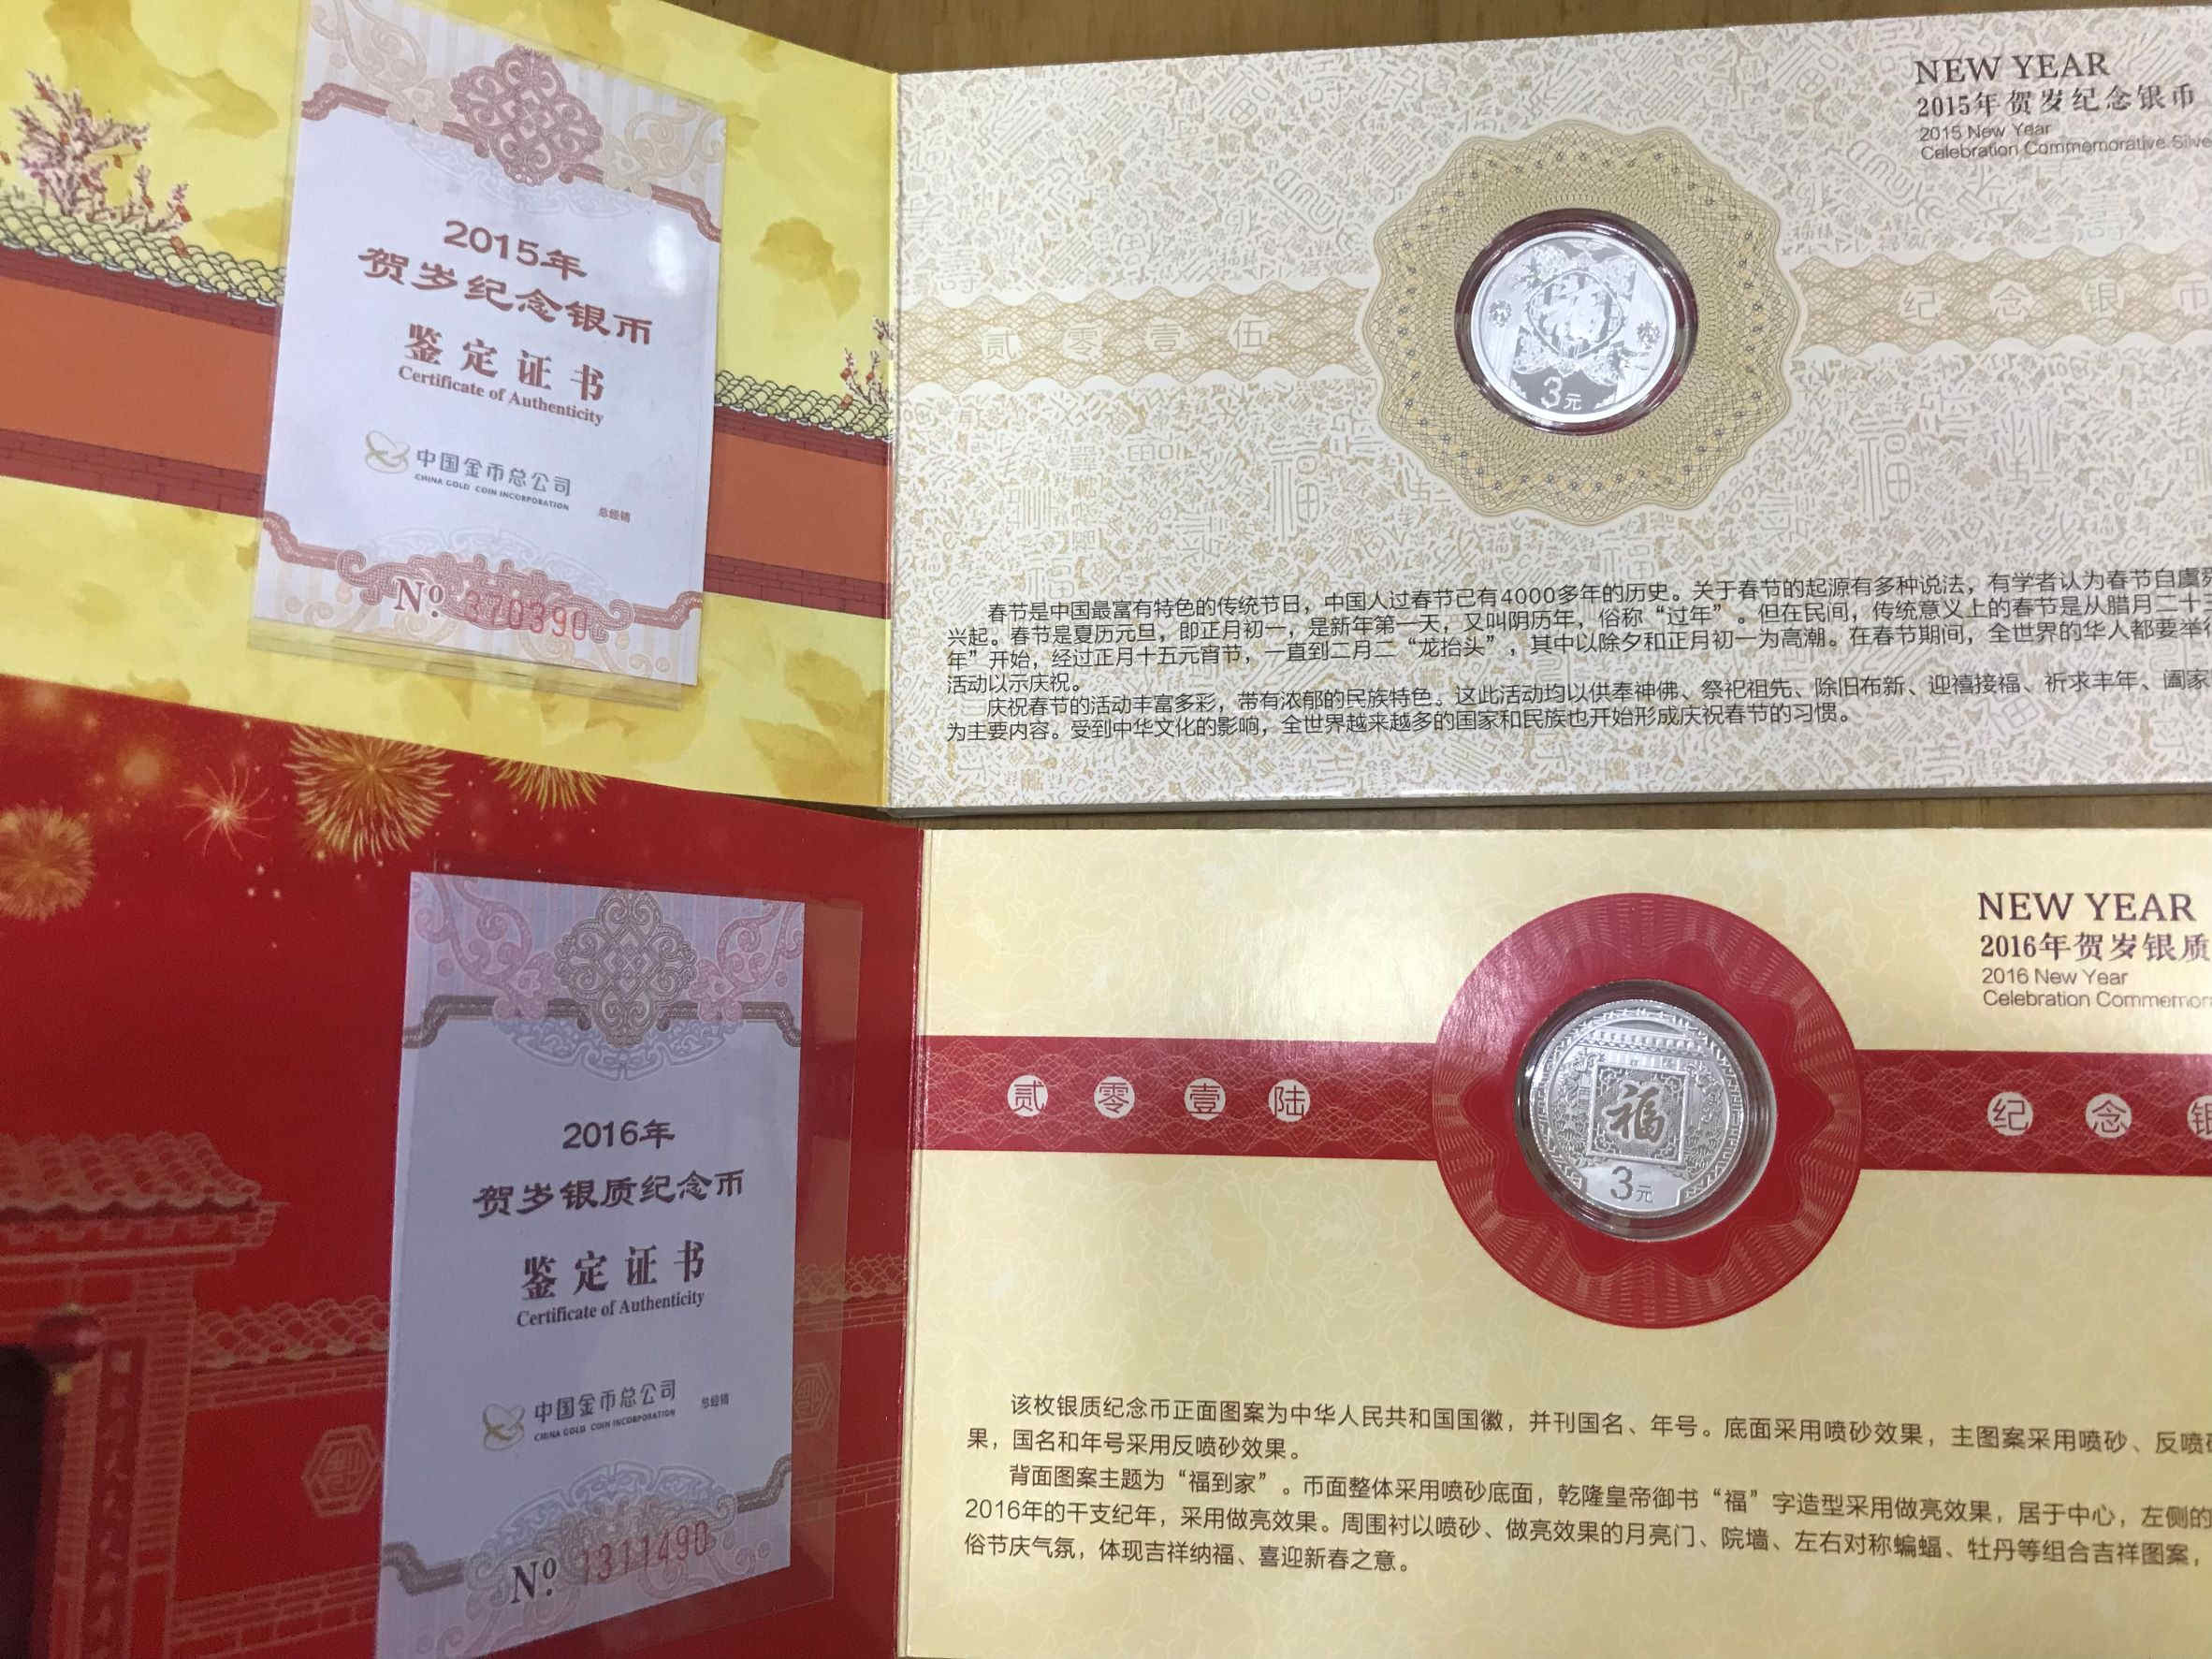 2015年
贺岁纪念银币
鉴定证书
Certificate of Authenticity
中国金币总公司
CHINA GOLD COIN INCORPORATION
总经销
No. 370390
NEW YEAR
2015年贺岁纪念银币
2015 New Year
Celebration Commemorative Silve
贰零壹伍
纪念银币
3元
春节是中国最富有特色的传统节日，中国人过春节已有4000多年的历史。关于春节的起源有多种说法，有学者认为春节自虞舜
兴起。春节是夏历元旦，即正月初一，是新年第一天，又叫阴历年，俗称“过年”。但在民间，传统意义上的春节是从腊月二十三
年”开始，经过正月十五元宵节，一直到二月二“龙抬头”，其中以除夕和正月初一为高潮。在春节期间，全世界的华人都要举行
活动以示庆祝。
庆祝春节的活动丰富多彩，带有浓郁的民族特色。这此活动均以供奉神佛、祭祀祖先、除旧布新、迎禧接福、祈求丰年、阖家
为主要内容。受到中华文化的影响，全世界越来越多的国家和民族也开始形成庆祝春节的习惯。
2016年
贺岁银质纪念币
鉴定证书
Certificate of Authenticity
中国金币总公司
CHINA GOLD COIN INCORPORATION
总经销
No. 1311490
NEW YEAR
2016年贺岁银质
2016 New Year
Celebration Commemor
贰零壹陆
纪念银
福
3元
该枚银质纪念币正面图案为中华人民共和国国徽，并刊国名、年号。底面采用喷砂效果，主图案采用喷砂、反喷
果，国名和年号采用反喷砂效果。
背面图案主题为“福到家”。币面整体采用喷砂底面，乾隆皇帝御书“福”字造型采用做亮效果，居于中心，左侧的
2016年的干支纪年，采用做亮效果。周围衬以喷砂、做亮效果的月亮门、院墙、左右对称蝙蝠、牡丹等组合吉祥图案，
俗节庆气氛，体现吉祥纳福、喜迎新春之意。